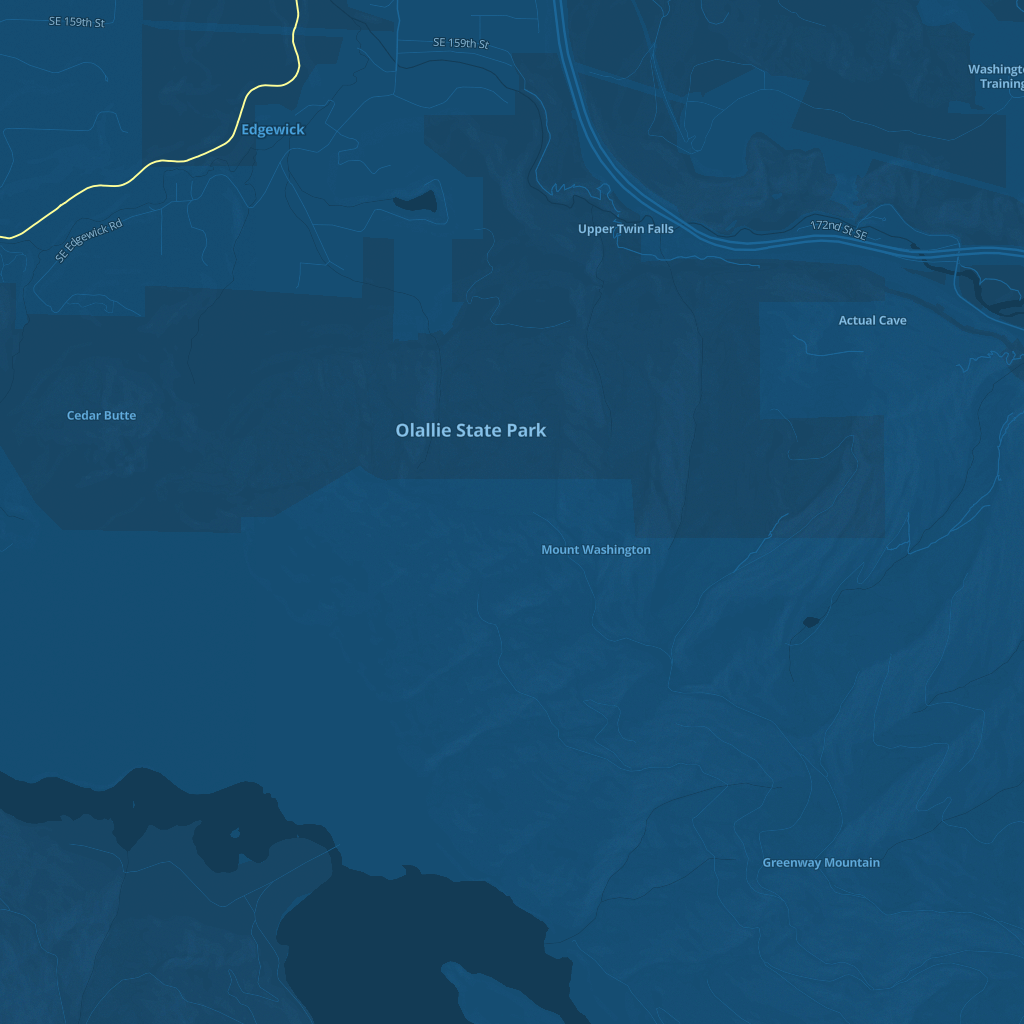 SE 159th St
SE 159th St
Training
Edgewick
SE Edgewick Rd
Upper Twin Falls
172nd St SE
Actual Cave
Cedar Butte
Olallie State Park
Mount Washington
Greenway Mountain